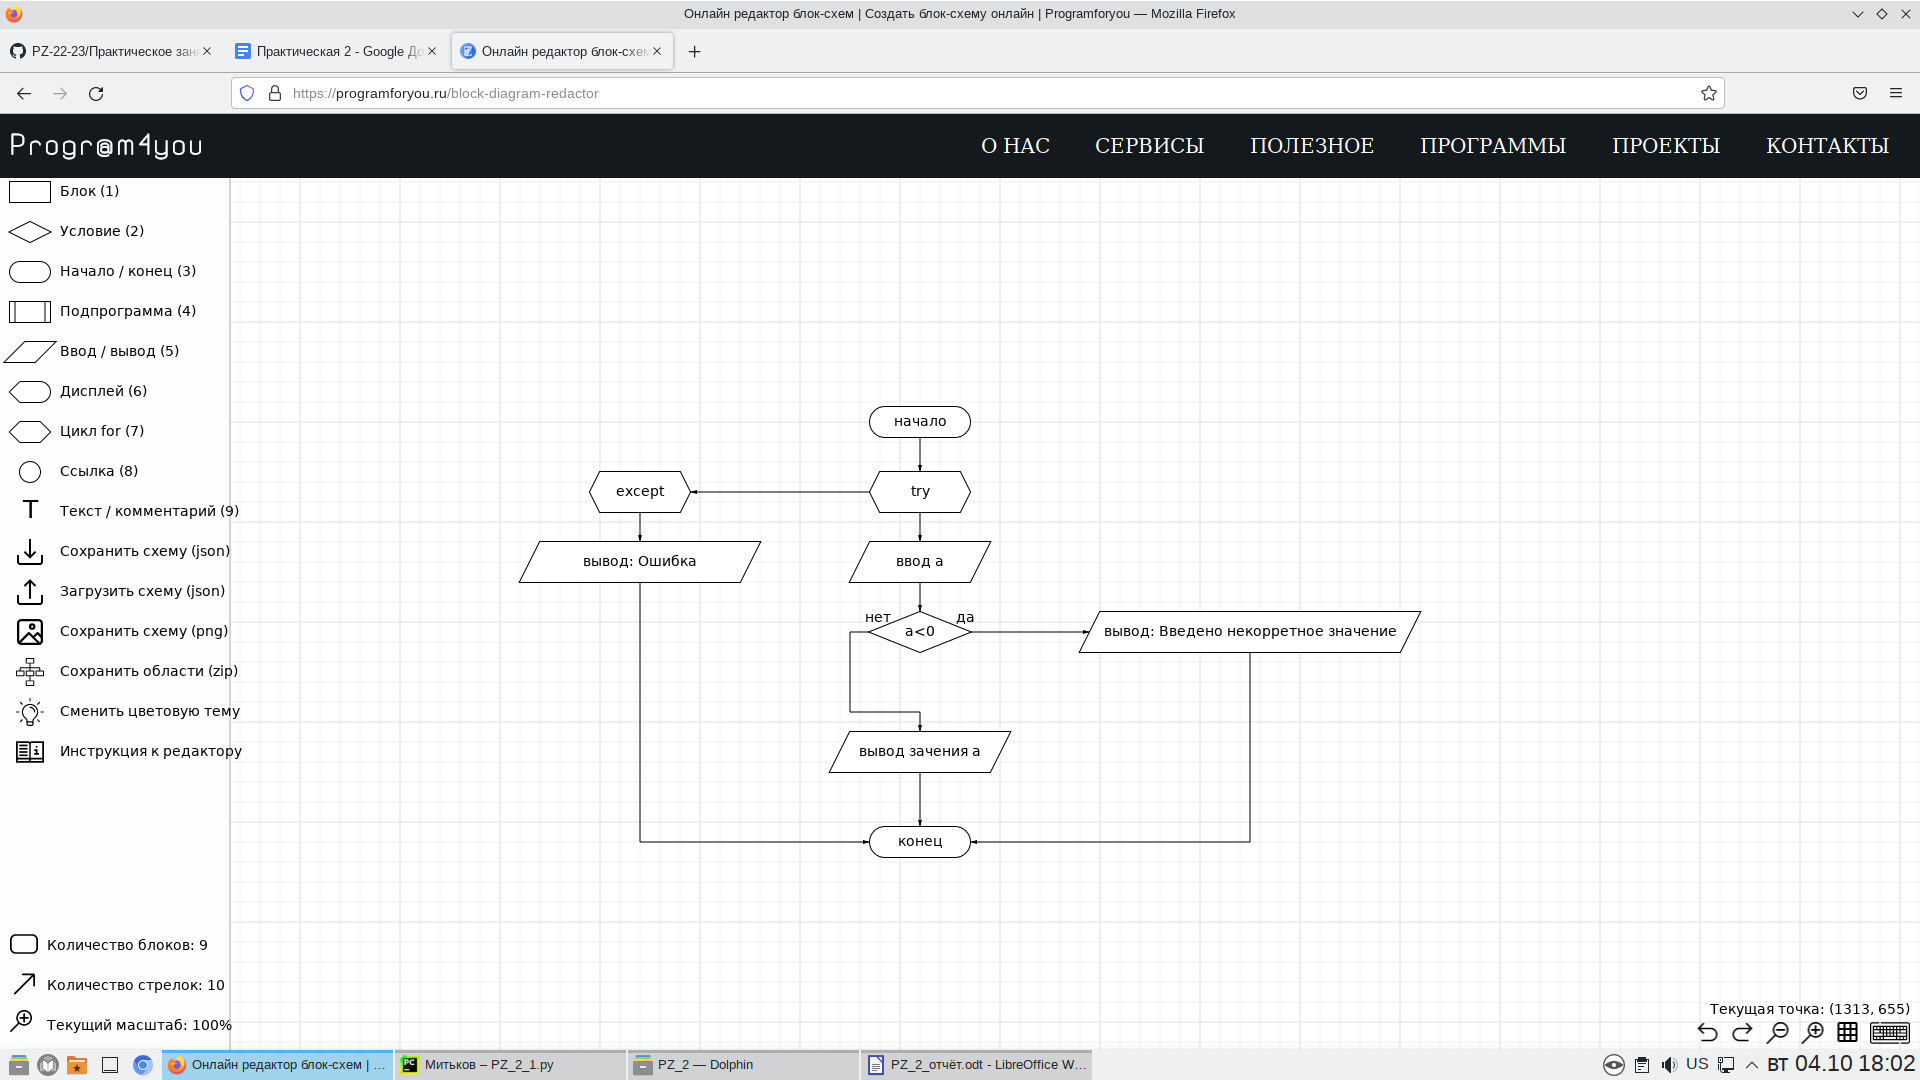 Онлайн редактор блок-схем | Создать блок-схему онлайн | Programforyou — Mozilla Firefox
PZ-22-23/Практическое зан
Практическая 2 - Google До
Онлайн редактор блок-схем
https://programforyou.ru/block-diagram-redactor
Progr@m4you
О НАС
СЕРВИСЫ
ПОЛЕЗНОЕ
ПРОГРАММЫ
ПРОЕКТЫ
КОНТАКТЫ
Блок (1)
Условие (2)
Начало / конец (3)
Подпрограмма (4)
Ввод / вывод (5)
Дисплей (6)
Цикл for (7)
Ссылка (8)
T Текст / комментарий (9)
Сохранить схему (json)
Загрузить схему (json)
Сохранить схему (png)
Сохранить области (zip)
Сменить цветовую тему
Инструкция к редактору
начало
except
try
вывод: Ошибка
ввод а
нет
да
a<0
вывод: Введено некорретное значение
вывод зачения а
конец
Количество блоков: 9
Количество стрелок: 10
Текущий масштаб: 100%
Текущая точка: (1313, 655)
Онлайн редактор блок-схем | ...
Митьков – PZ_2_1.py
PZ_2 — Dolphin
PZ_2_отчёт.odt - LibreOffice W...
US
вт 04.10 18:02